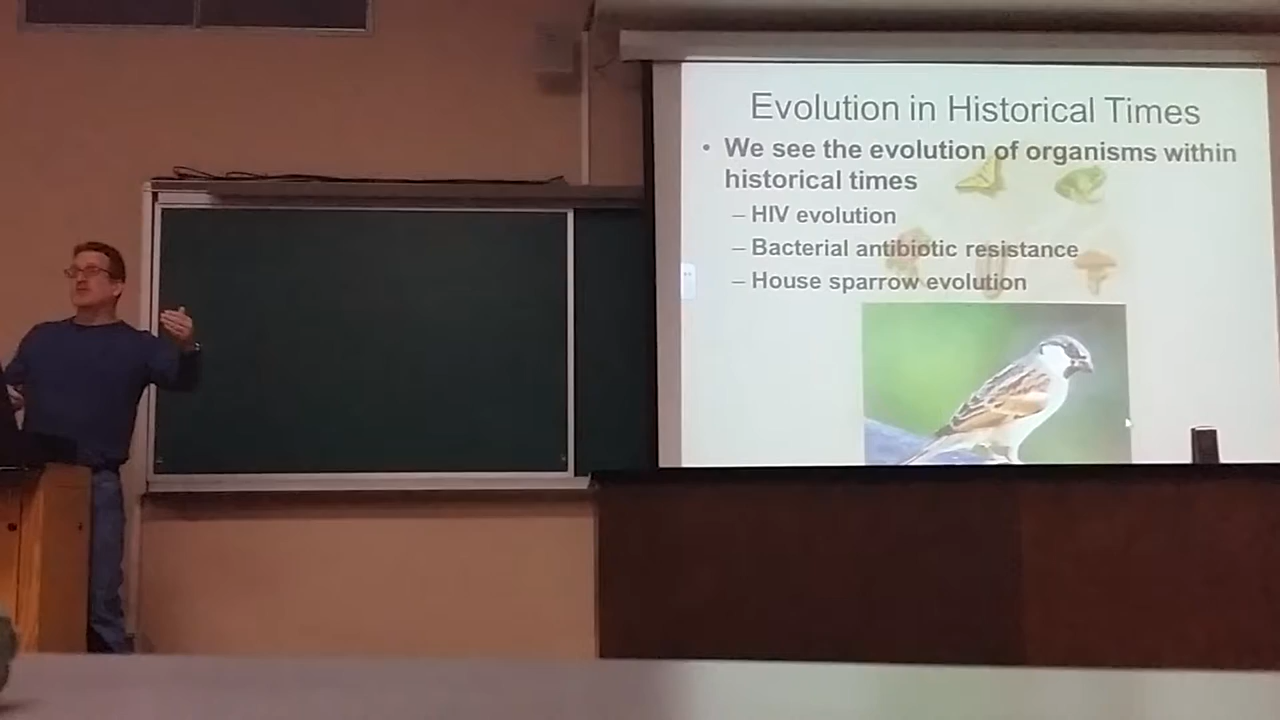 Evolution in Historical Times
• We see the evolution of organisms within
historical times
– HIV evolution
– Bacterial antibiotic resistance
– House sparrow evolution